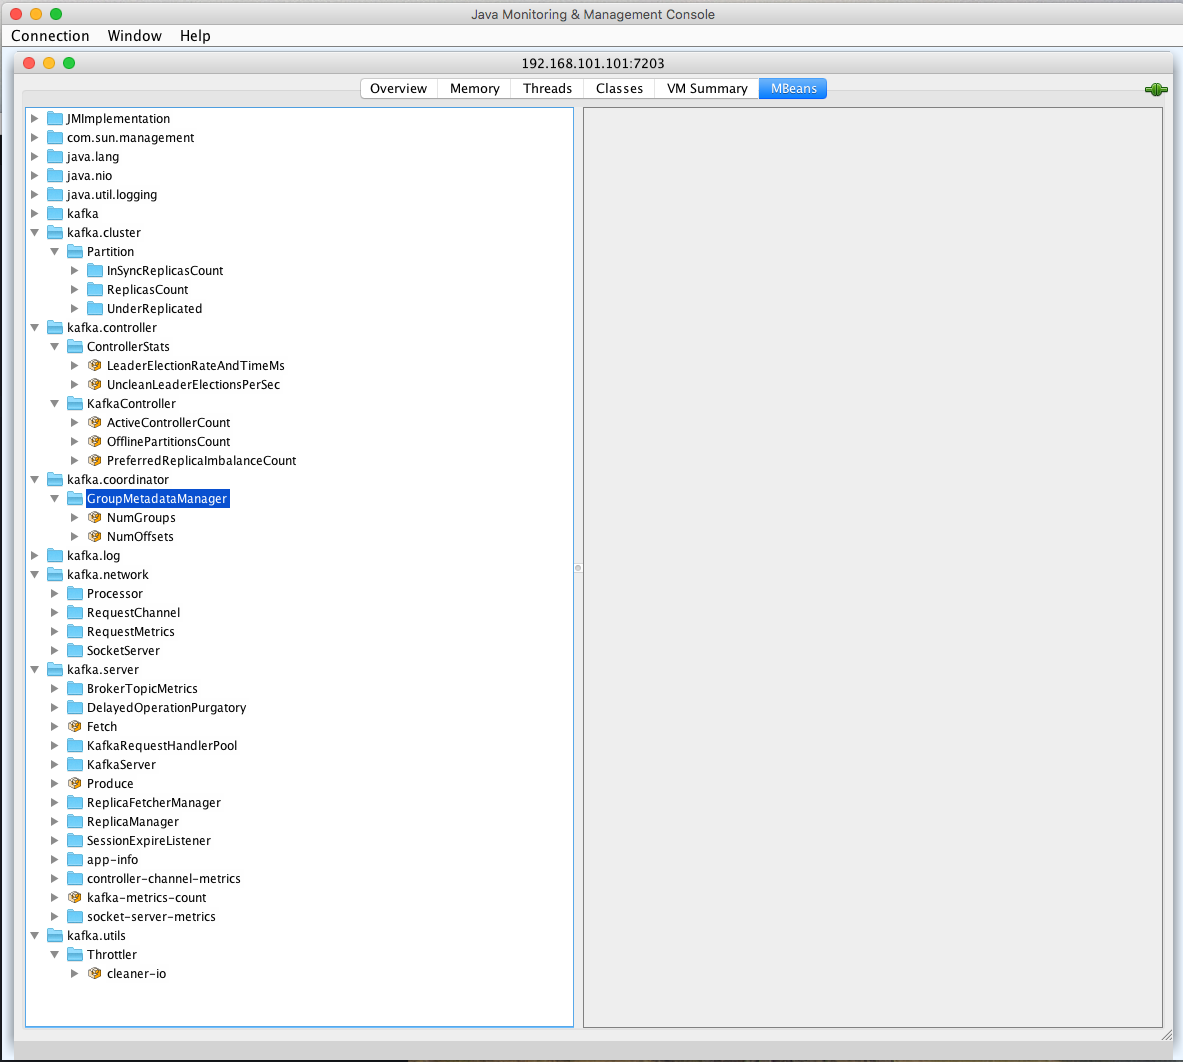 Java Monitoring & Management Console
Connection Window Help
192.168.101.101:7203
Overview Memory Threads Classes VM Summary MBeans
JMImplementation
com.sun.management
java.lang
java.nio
java.util.logging
kafka
kafka.cluster
Partition
InSyncReplicasCount
ReplicasCount
UnderReplicated
kafka.controller
ControllerStats
LeaderElectionRateAndTimeMs
UncleanLeaderElectionsPerSec
KafkaController
ActiveControllerCount
OfflinePartitionsCount
PreferredReplicaImbalanceCount
kafka.coordinator
GroupMetadataManager
NumGroups
NumOffsets
kafka.log
kafka.network
Processor
RequestChannel
RequestMetrics
SocketServer
kafka.server
BrokerTopicMetrics
DelayedOperationPurgatory
Fetch
KafkaRequestHandlerPool
KafkaServer
Produce
ReplicaFetcherManager
ReplicaManager
SessionExpireListener
app-info
controller-channel-metrics
kafka-metrics-count
socket-server-metrics
kafka.utils
Throttler
cleaner-io